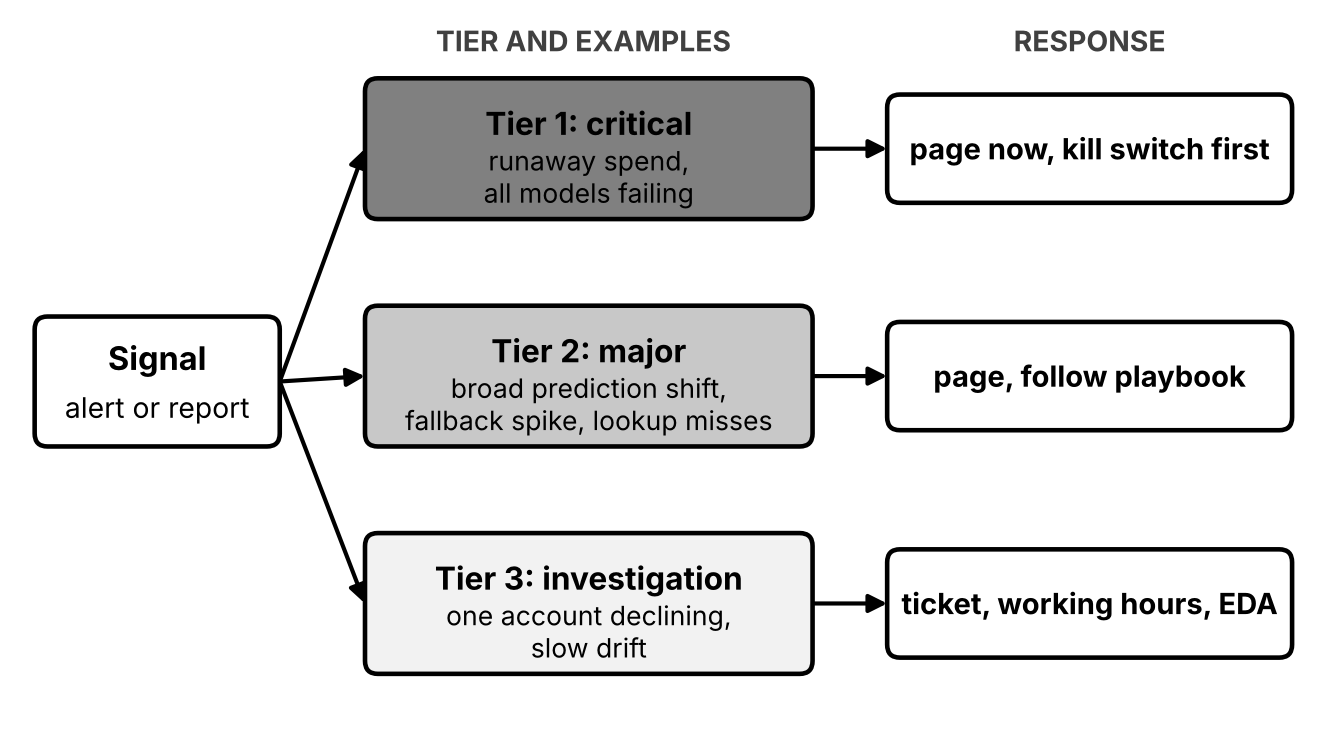 TIER AND EXAMPLES
RESPONSE
Tier 1: critical
runaway spend,
all models failing
page now, kill switch first
Signal
alert or report
Tier 2: major
broad prediction shift,
fallback spike, lookup misses
page, follow playbook
Tier 3: investigation
one account declining,
slow drift
ticket, working hours, EDA